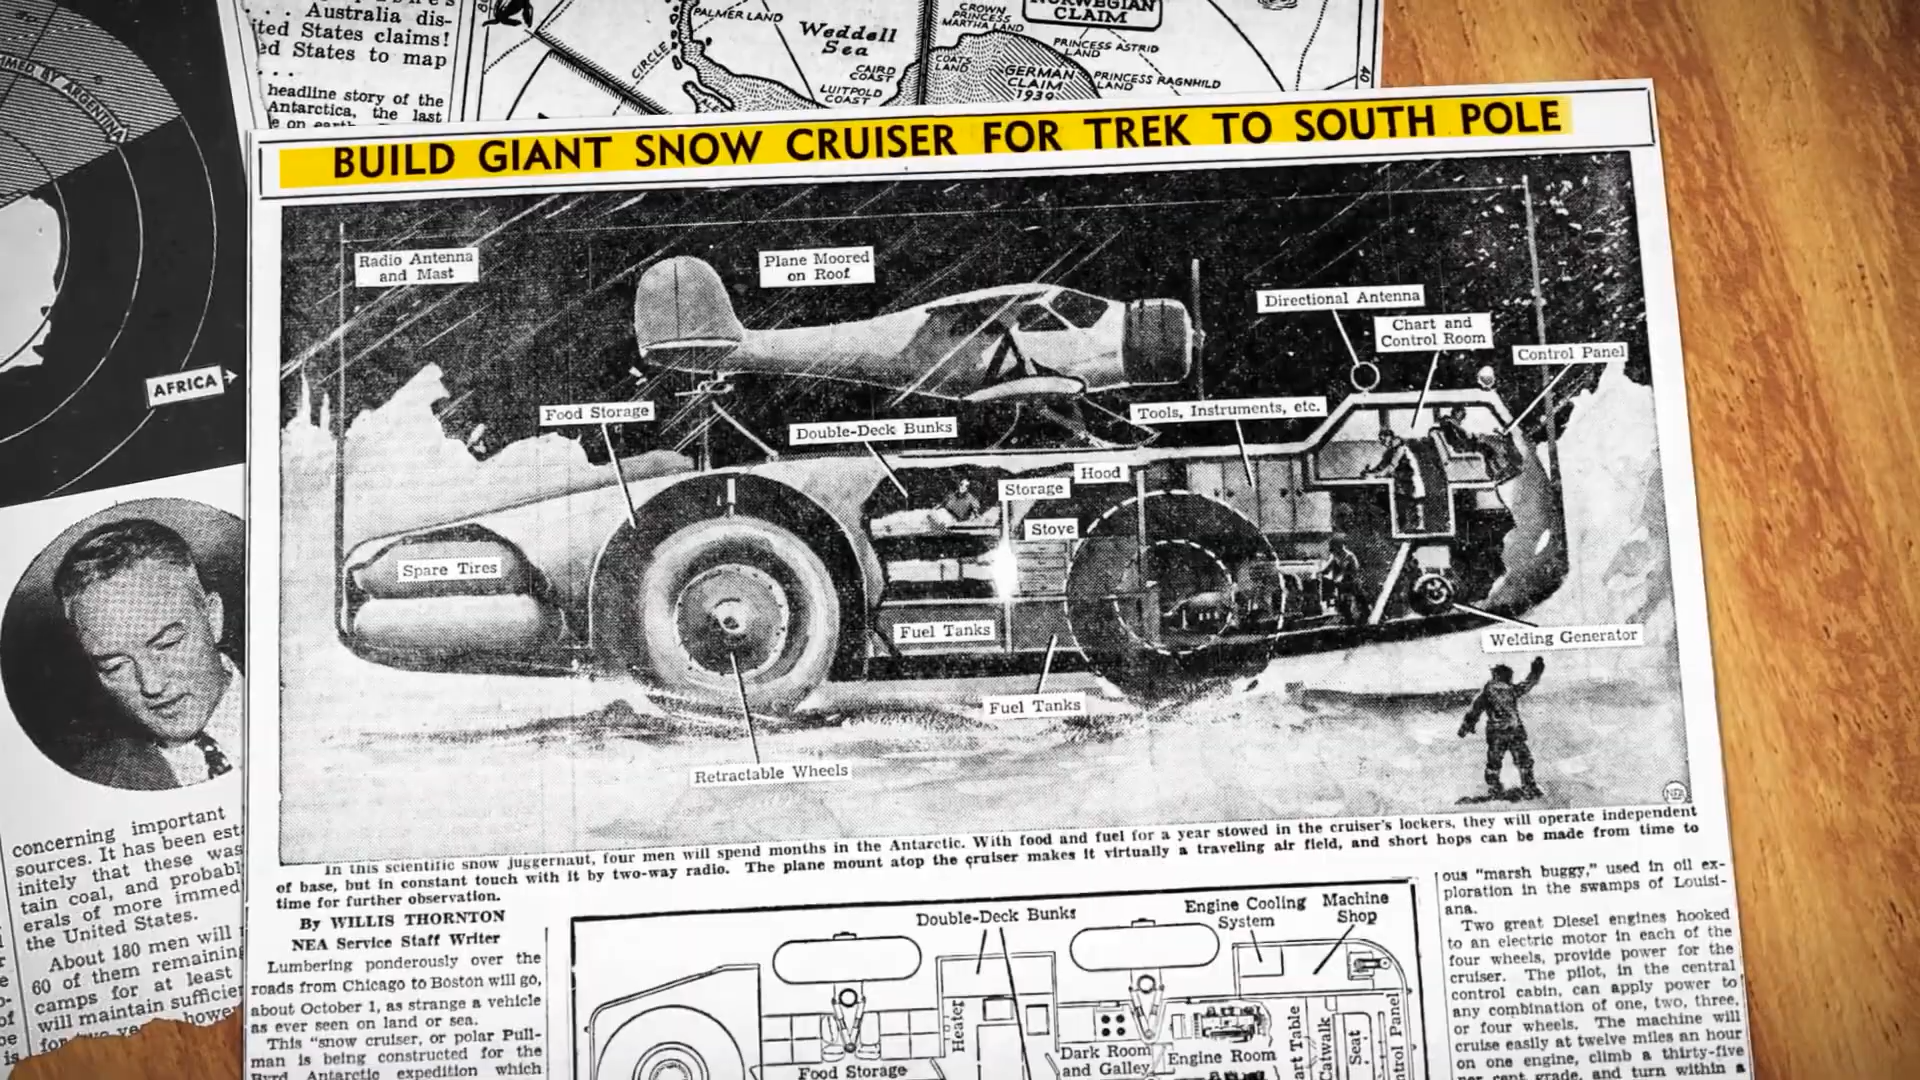 Australia dis-
ted States claims!
ed States to map
. . .
headline story of the
Antarctica, the last
e on earth.
PALMER LAND
Weddell
Sea
CIRCLE
CAIRD
COAST
LUITPOLD
COAST
COATS
LAND
CROWN
PRINCESS
MARTHA LAND
NORWEGIAN
CLAIM
PRINCESS ASTRID
LAND
GERMAN
CLAIM
1939
PRINCESS RAGNHILD
LAND
40
MED BY ARGENTINA
AFRICA
BUILD GIANT SNOW CRUISER FOR TREK TO SOUTH POLE
Radio Antenna
and Mast
Plane Moored
on Roof
Directional Antenna
Chart and
Control Room
Control Panel
Food Storage
Double-Deck Bunks
Tools, Instruments, etc.
Hood
Storage
Stove
Spare Tires
Fuel Tanks
Welding Generator
Fuel Tanks
Retractable Wheels
NEA
In this scientific snow juggernaut, four men will spend months in the Antarctic. With food and fuel for a year stowed in the cruiser's lockers, they will operate independent
of base, but in constant touch with it by two-way radio. The plane mount atop the cruiser makes it virtually a traveling air field, and short hops can be made from time to
time for further observation.
By WILLIS THORNTON
NEA Service Staff Writer
Lumbering ponderously over the
roads from Chicago to Boston will go,
about October 1, as strange a vehicle
as ever seen on land or sea.
This "snow cruiser, or polar Pull-
man is being constructed for the
Byrd Antarctic expedition which
Double-Deck Bunks
Engine Cooling
System
Machine
Shop
Heater
Food Storage
Dark Room
and Galley
Engine Room
art Table
Catwalk
Seat
ntrol Panel
ous "marsh buggy," used in oil ex-
ploration in the swamps of Louisi-
ana.
Two great Diesel engines hooked
to an electric motor in each of the
four wheels, provide power for the
cruiser. The pilot, in the central
control cabin, can apply power to
any combination of one, two, three,
or four wheels. The machine will
cruise easily at twelve miles an hour
on one engine, climb a thirty-five
per cent grade, and turn within a
concerning important
sources. It has been est
initely that these was
tain coal, and probabl
erals of more immed
the United States.
About 180 men will
60 of them remaining
camps for at least
will maintain sufficie
howe